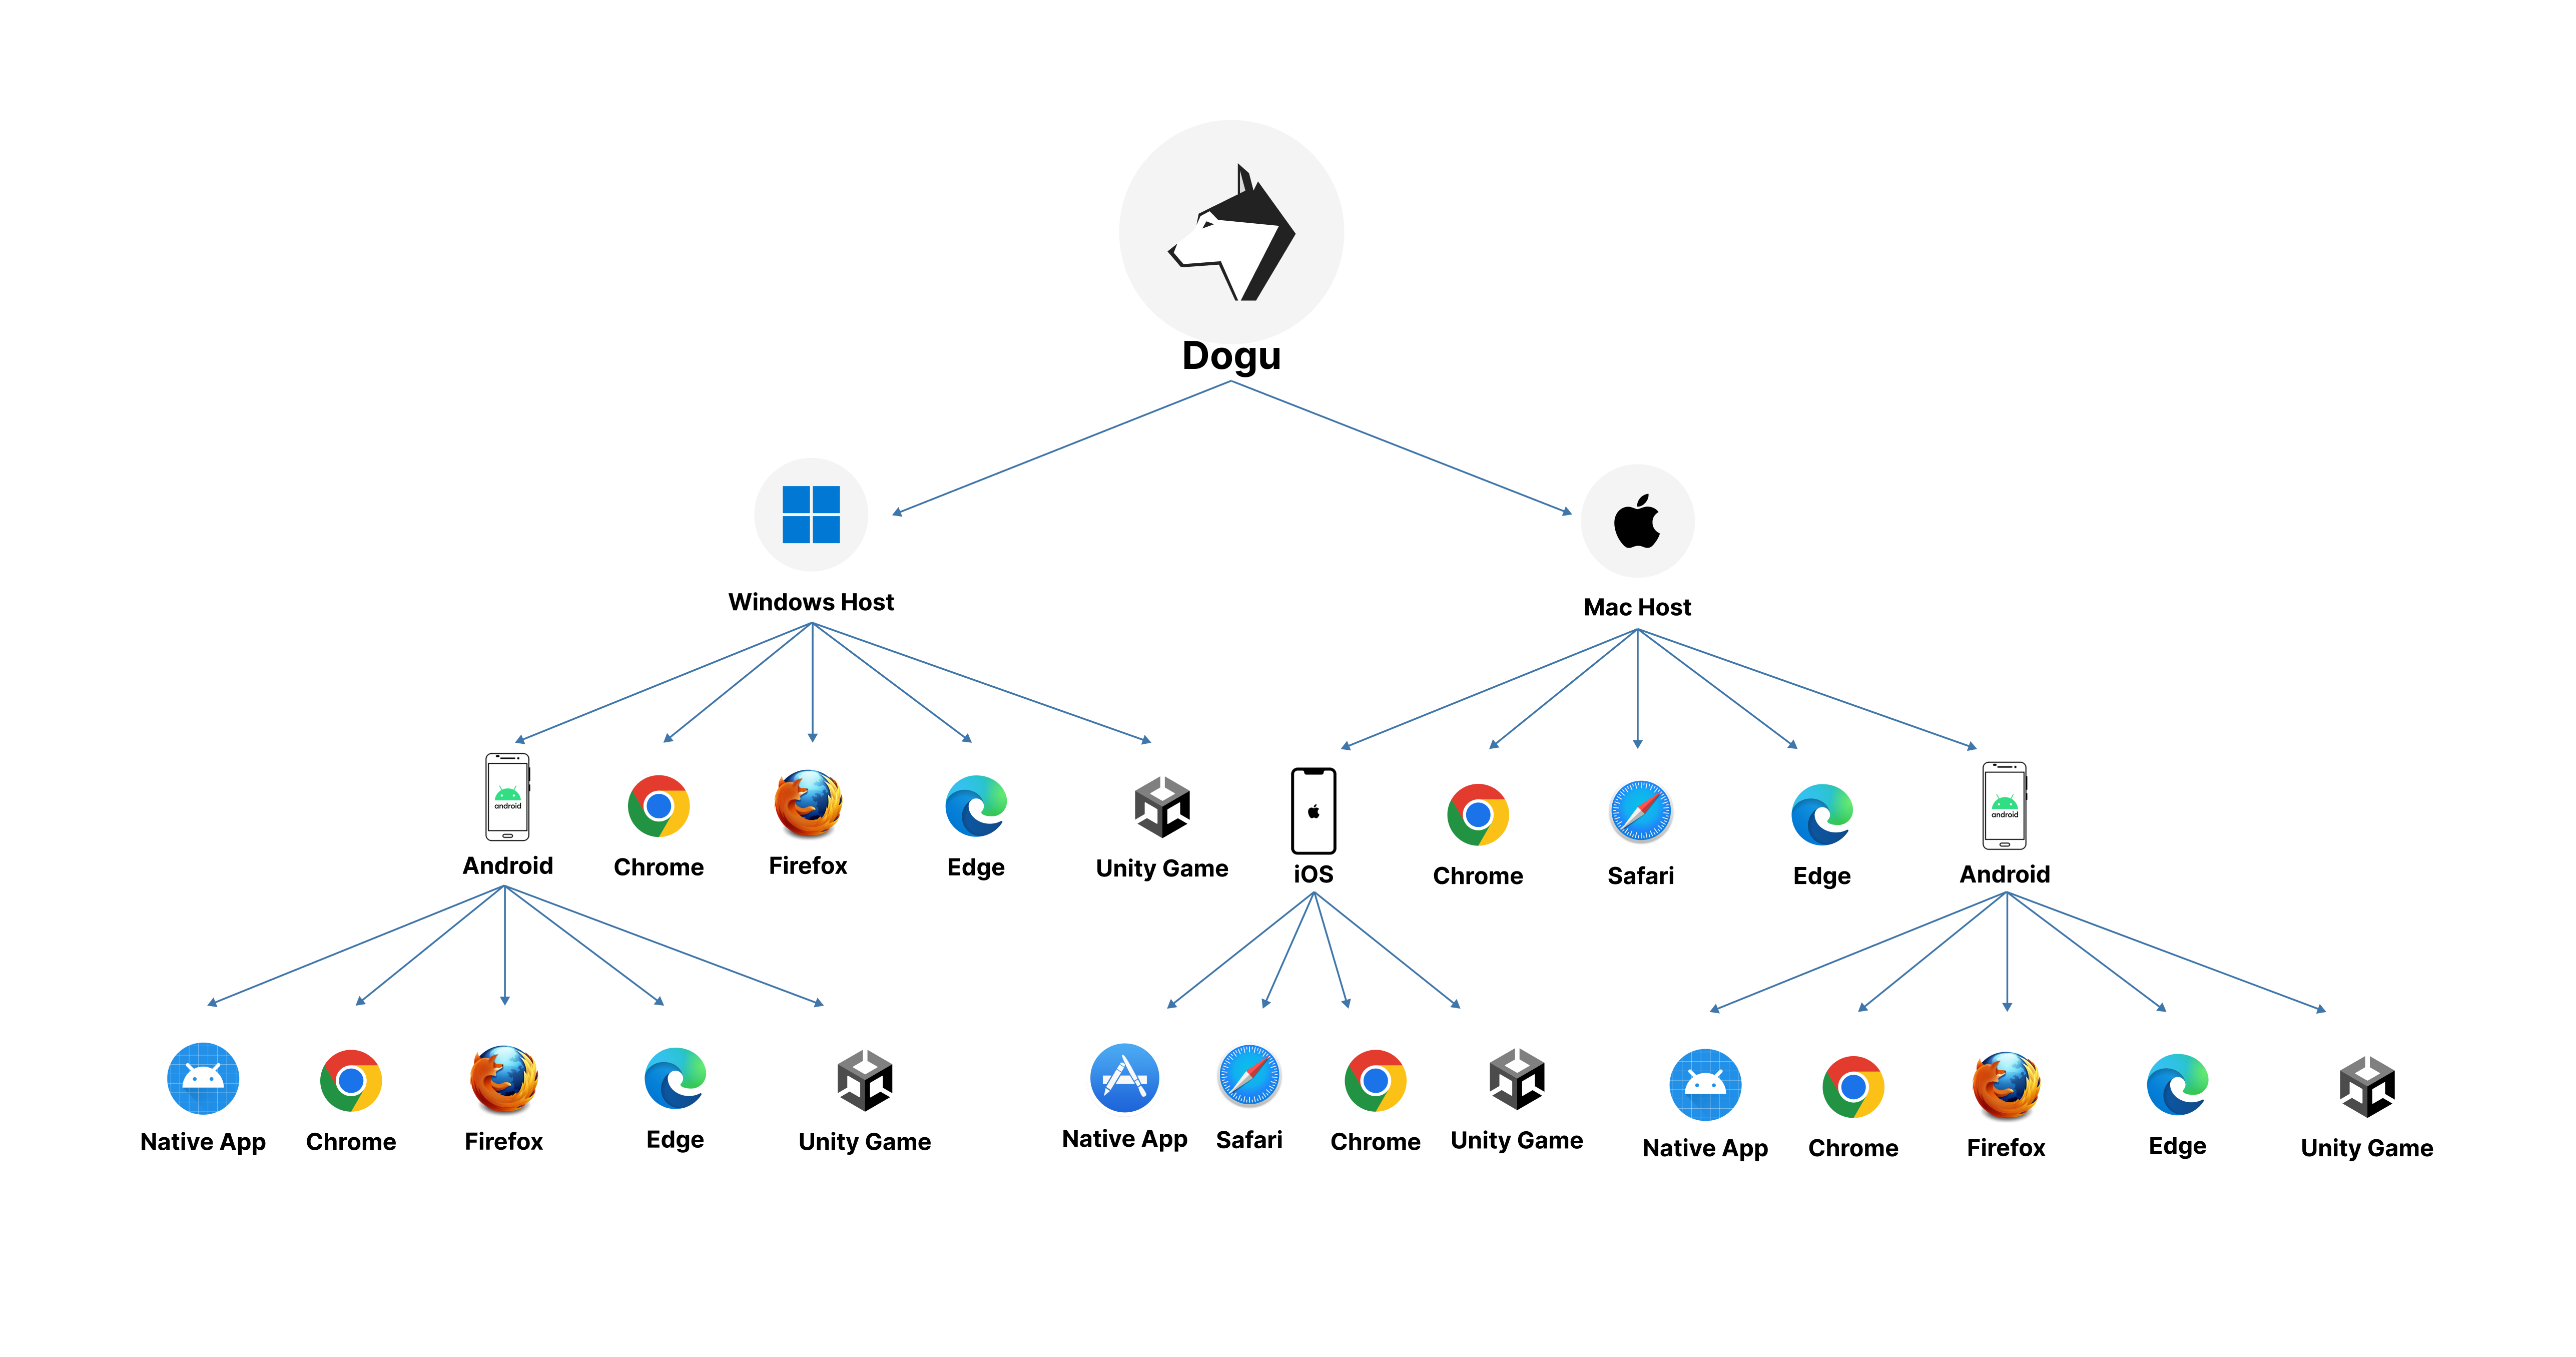 Dogu
Windows Host
Mac Host
android
Android
Chrome
Firefox
Edge
Unity Game
iOS
Chrome
Safari
Edge
android
Android
Native App
Chrome
Firefox
Edge
Unity Game
Native App
Safari
Chrome
Unity Game
Native App
Chrome
Firefox
Edge
Unity Game